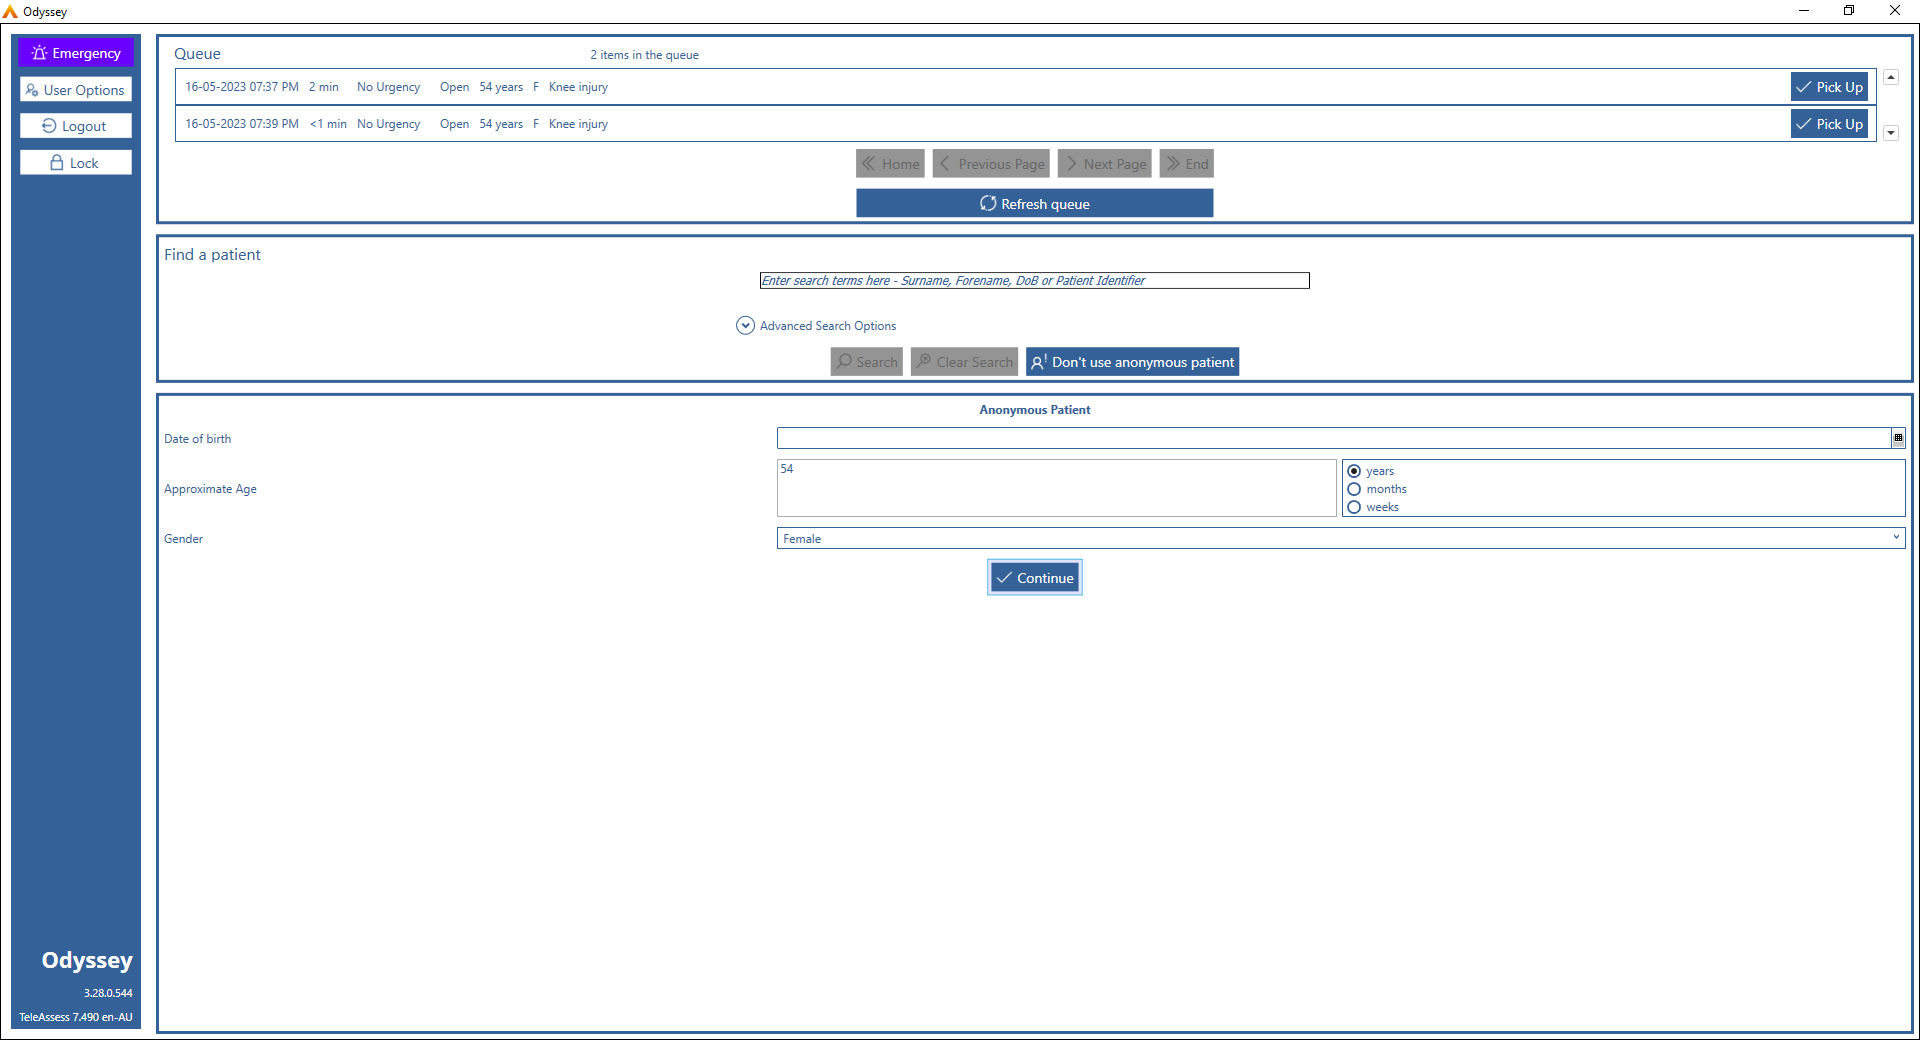 Odyssey
Emergency
User Options
Logout
Lock
Queue
2 items in the queue
16-05-2023 07:37 PM 2 min No Urgency Open 54 years F Knee injury Pick Up
16-05-2023 07:39 PM <1 min No Urgency Open 54 years F Knee injury Pick Up
Home Previous Page Next Page End
Refresh queue
Find a patient
Enter search terms here - Surname, Forename, DoB or Patient Identifier
Advanced Search Options
Search Clear Search Don't use anonymous patient
Anonymous Patient
Date of birth
Approximate Age
54
years
months
weeks
Gender
Female
Continue
Odyssey
3.28.0.544
TeleAssess 7.490 en-AU